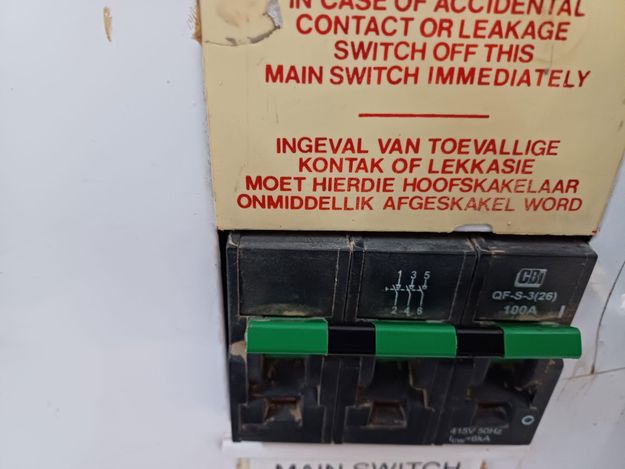 IN CASE OF ACCIDENTAL
CONTACT OR LEAKAGE
SWITCH OFF THIS
MAIN SWITCH IMMEDIATELY
INGEVAL VAN TOEVALLIGE
KONTAK OF LEKKASIE
MOET HIERDIE HOOFSKAKELAAR
ONMIDDELLIK AFGESKAKEL WORD
1 3 5
2 4 6
CBI
QF-S-3(26)
100A
I
O
415V 50Hz
Icw=6kA
MAIN SWITCH